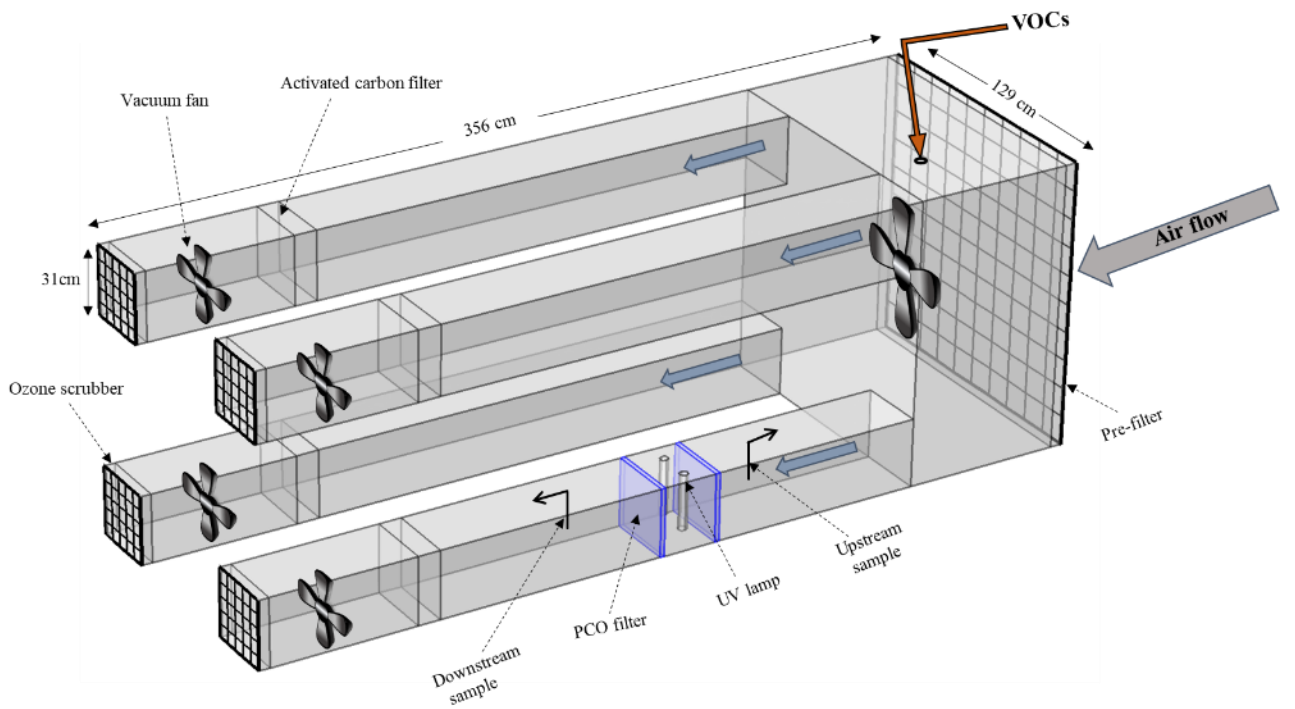 VOCs
129 cm
Activated carbon filter
Vacuum fan
356 cm
Air flow
31cm
Ozone scrubber
Pre-filter
Upstream
sample
UV lamp
PCO filter
Downstream
sample